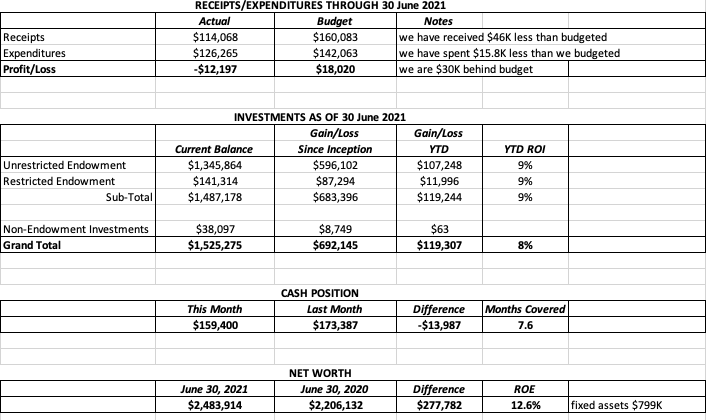 RECEIPTS/EXPENDITURES THROUGH 30 June 2021
Actual Budget Notes
Receipts $114,068 $160,083 we have received $46K less than budgeted
Expenditures $126,265 $142,063 we have spent $15.8K less than we budgeted
Profit/Loss -$12,197 $18,020 we are $30K behind budget
INVESTMENTS AS OF 30 June 2021
Gain/Loss Gain/Loss
Current Balance Since Inception YTD YTD ROI
Unrestricted Endowment $1,345,864 $596,102 $107,248 9%
Restricted Endowment $141,314 $87,294 $11,996 9%
Sub-Total $1,487,178 $683,396 $119,244 9%
Non-Endowment Investments $38,097 $8,749 $63
Grand Total $1,525,275 $692,145 $119,307 8%
CASH POSITION
This Month Last Month Difference Months Covered
$159,400 $173,387 -$13,987 7.6
NET WORTH
June 30, 2021 June 30, 2020 Difference ROE
$2,483,914 $2,206,132 $277,782 12.6% fixed assets $799K